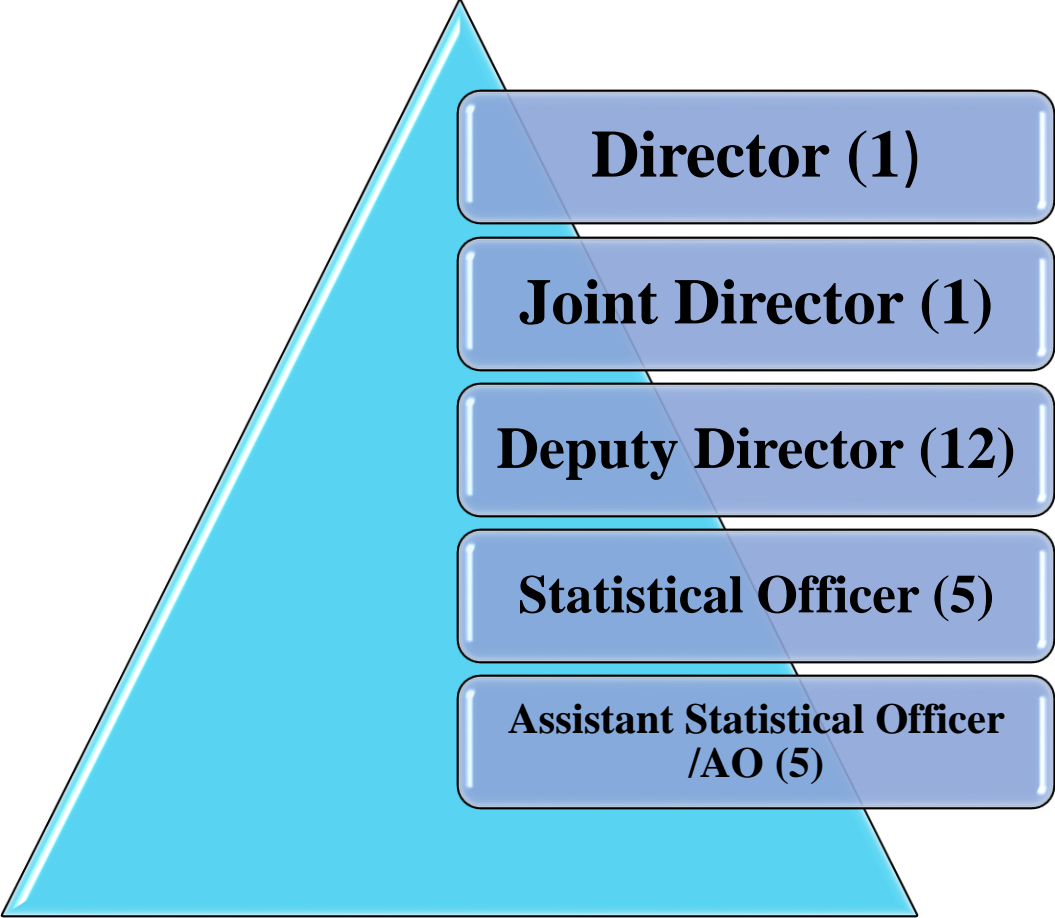 Director (1)
Joint Director (1)
Deputy Director (12)
Statistical Officer (5)
Assistant Statistical Officer
/AO (5)